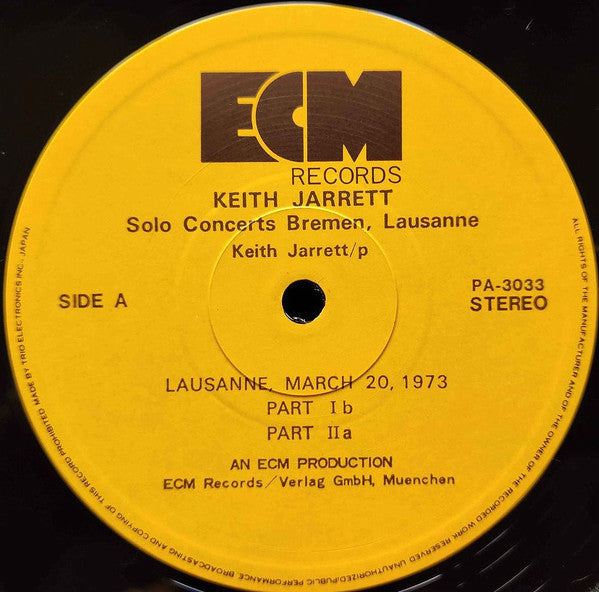 ECM
RECORDS
KEITH JARRETT
Solo Concerts Bremen, Lausanne
Keith Jarrett/p
SIDE A
PA-3033
STEREO
LAUSANNE, MARCH 20, 1973
PART Ⅰb
PART Ⅱa
AN ECM PRODUCTION
ECM Records/Verlag GmbH, Muenchen
ALL RIGHTS OF THE MANUFACTURER AND OF THE OWNER OF THE RECORDED WORK RESERVED UNAUTHORIZED/PUBLIC PERFORMANCE BROADCASTING AND COPYING OF THIS RECORD PROHIBITED MADE BY TRIO ELECTRONICS INC., JAPAN